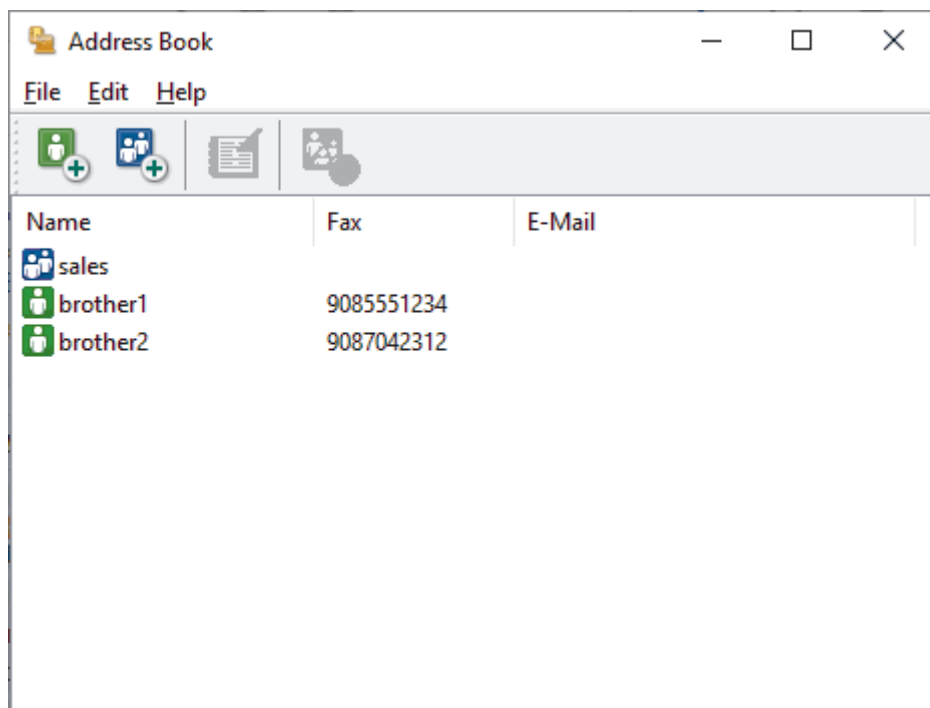 Address Book
File Edit Help
Name Fax E-Mail
sales
brother1 9085551234
brother2 9087042312